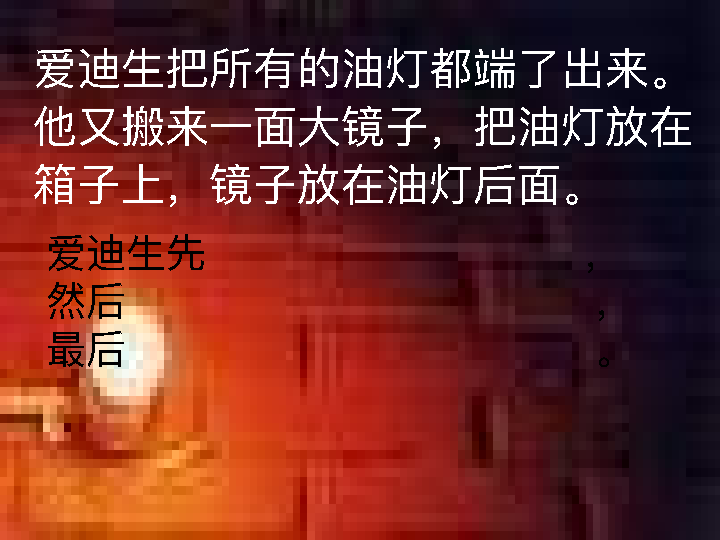 爱迪生把所有的油灯都端了出来。
他又搬来一面大镜子，把油灯放在
箱子上，镜子放在油灯后面。
爱迪生先，
然后，
最后。